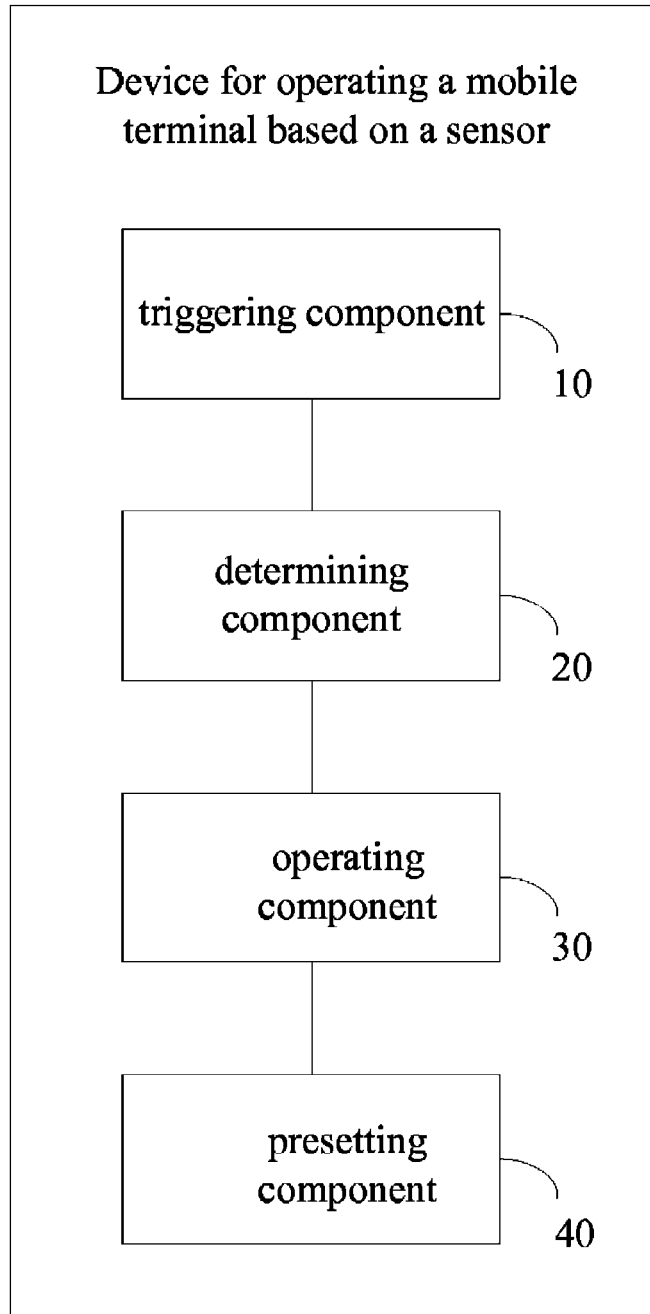 Device for operating a mobile
terminal based on a sensor
triggering component
10
determining
component
20
operating
component
30
presetting
component
40